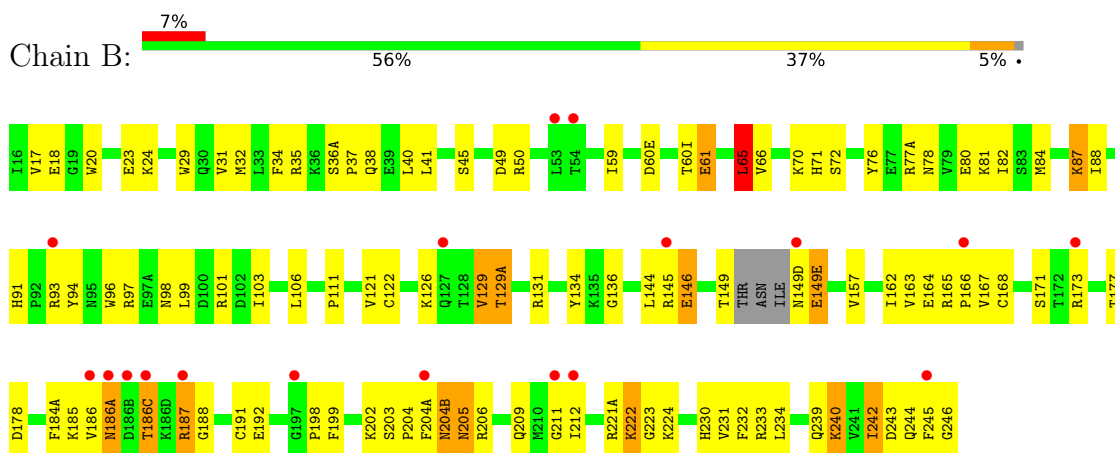 7%
Chain B:
56% 37% 5% •
I16 V17 E18 G19 W20 E23 K24 W29 Q30 V31 M32 L33 F34 R35 K36 S36A P37 Q38 E39 L40 L41 S45 D49 R50 L53 T54 I59 D60E T60I E61 L65 V66 K70 H71 S72 Y76 E77 R77A N78 V79 E80 K81 I82 S83 M84 K87 I88
H91 P92 R93 Y94 N95 W96 R97 E97A N98 L99 D100 R101 D102 I103 L106 P111 V121 C122 K126 Q127 T128 V129 T129A R131 Y134 K135 G136 L144 R145 E146 T149 THR ASN ILE N149D E149E V157 I162 V163 E164 R165 P166 V167 C168 S171 T172 R173 T177
D178 F184A K185 V186 N186A D186B T186C K186D R187 G188 C191 E192 G197 P198 F199 K202 S203 P204 F204A N204B N205 R206 Q209 M210 G211 I212 R221A K222 G223 K224 H230 V231 F232 R233 L234 Q239 K240 V241 I242 D243 Q244 F245 G246